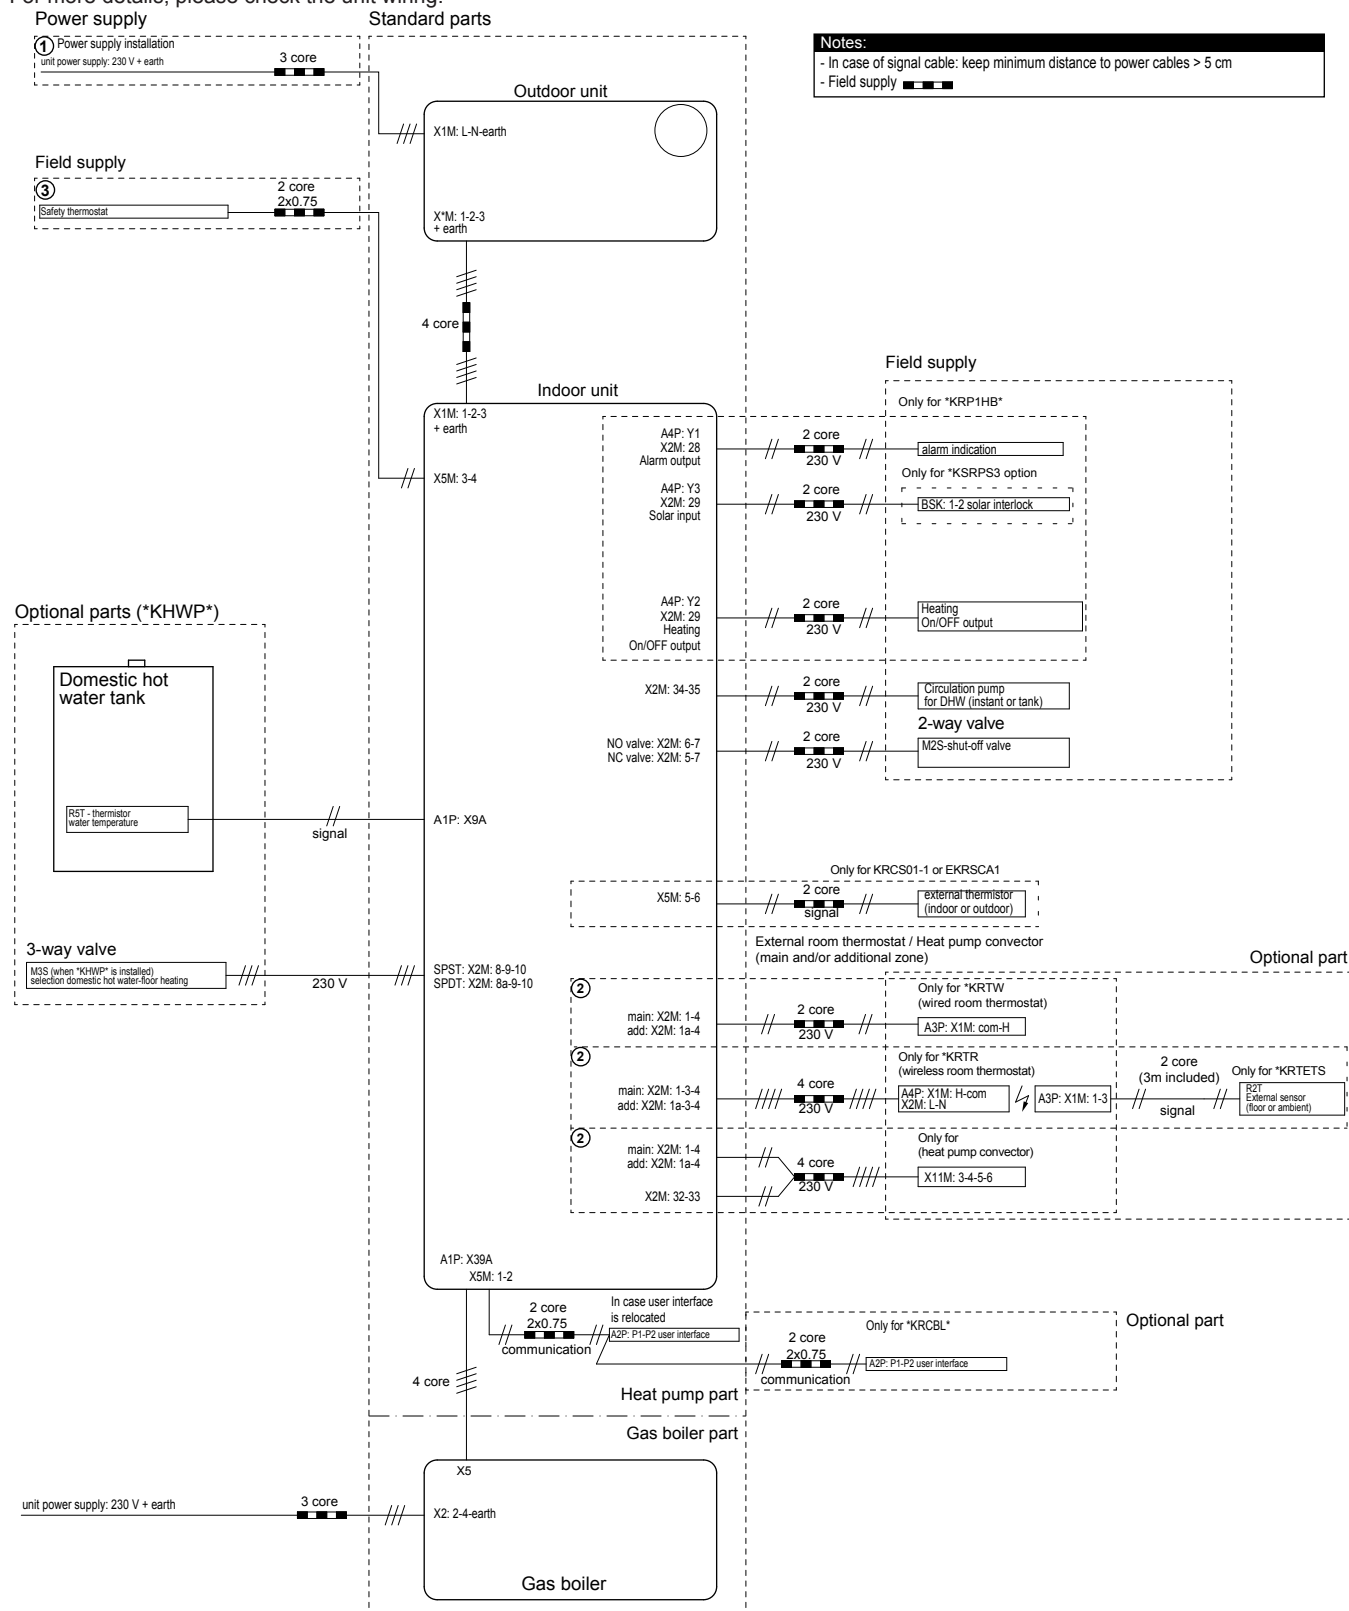 For more details, please check the unit wiring.
Power supply
Standard parts
① Power supply installation
unit power supply: 230 V + earth
3 core
Notes:
- In case of signal cable: keep minimum distance to power cables > 5 cm
- Field supply
Outdoor unit
X1M: L-N-earth
Field supply
③
2 core
2x0.75
Safety thermostat
X*M: 1-2-3
+ earth
4 core
Indoor unit
X1M: 1-2-3
+ earth
X5M: 3-4
Field supply
Only for *KRP1HB*
A4P: Y1
X2M: 28
Alarm output
2 core
230 V
alarm indication
Only for *KSRPS3 option
A4P: Y3
X2M: 29
Solar input
2 core
230 V
BSK: 1-2 solar interlock
A4P: Y2
X2M: 29
Heating
On/OFF output
2 core
230 V
Heating
On/OFF output
X2M: 34-35
2 core
230 V
Circulation pump
for DHW (instant or tank)
2-way valve
NO valve: X2M: 6-7
NC valve: X2M: 5-7
2 core
230 V
M2S-shut-off valve
Optional parts (*KHWP*)
Domestic hot
water tank
R5T - thermistor
water temperature
signal
A1P: X9A
Only for KRCS01-1 or EKRSCA1
X5M: 5-6
2 core
signal
external thermistor
(indoor or outdoor)
3-way valve
M3S (when *KHWP* is installed)
selection domestic hot water-floor heating
230 V
SPST: X2M: 8-9-10
SPDT: X2M: 8a-9-10
External room thermostat / Heat pump convector
(main and/or additional zone)
Optional part
②
Only for *KRTW
(wired room thermostat)
main: X2M: 1-4
add: X2M: 1a-4
2 core
230 V
A3P: X1M: com-H
②
Only for *KRTR
(wireless room thermostat)
main: X2M: 1-3-4
add: X2M: 1a-3-4
4 core
230 V
A4P: X1M: H-com
X2M: L-N
A3P: X1M: 1-3
2 core
(3m included)
signal
Only for *KRTETS
R2T
External sensor
(floor or ambient)
②
Only for
(heat pump convector)
main: X2M: 1-4
add: X2M: 1a-4
X2M: 32-33
4 core
230 V
X11M: 3-4-5-6
A1P: X39A
X5M: 1-2
2 core
2x0.75
communication
In case user interface
is relocated
A2P: P1-P2 user interface
Optional part
Only for *KRCBL*
2 core
2x0.75
communication
A2P: P1-P2 user interface
4 core
Heat pump part
Gas boiler part
X5
unit power supply: 230 V + earth
3 core
X2: 2-4-earth
Gas boiler